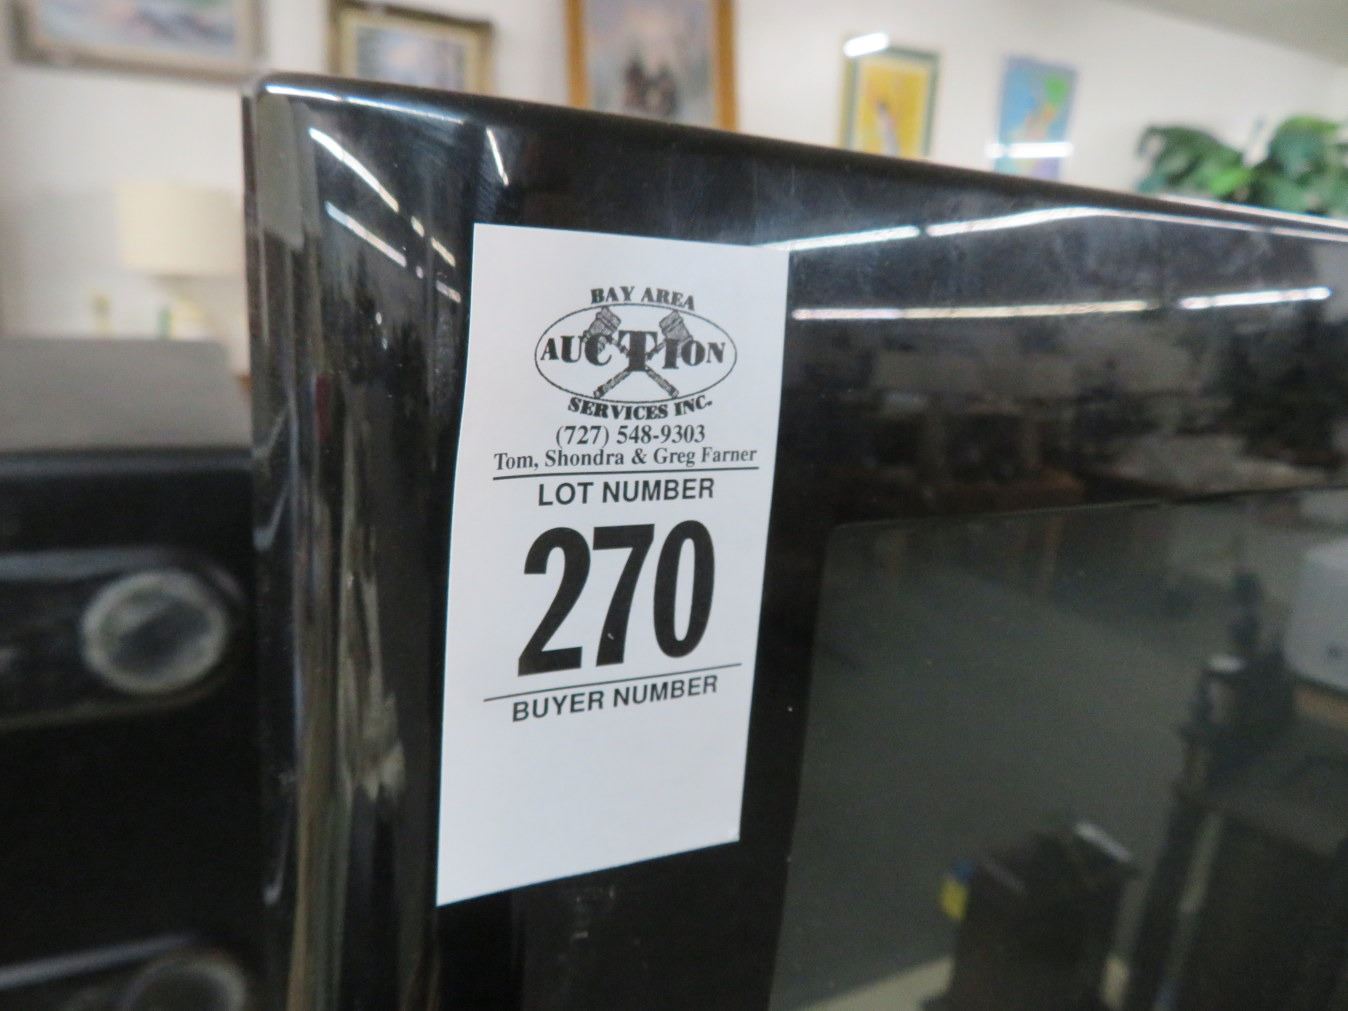 BAY AREA
AUCTION
SERVICES INC.
(727) 548-9303
Tom, Shondra & Greg Farner
LOT NUMBER
270
BUYER NUMBER